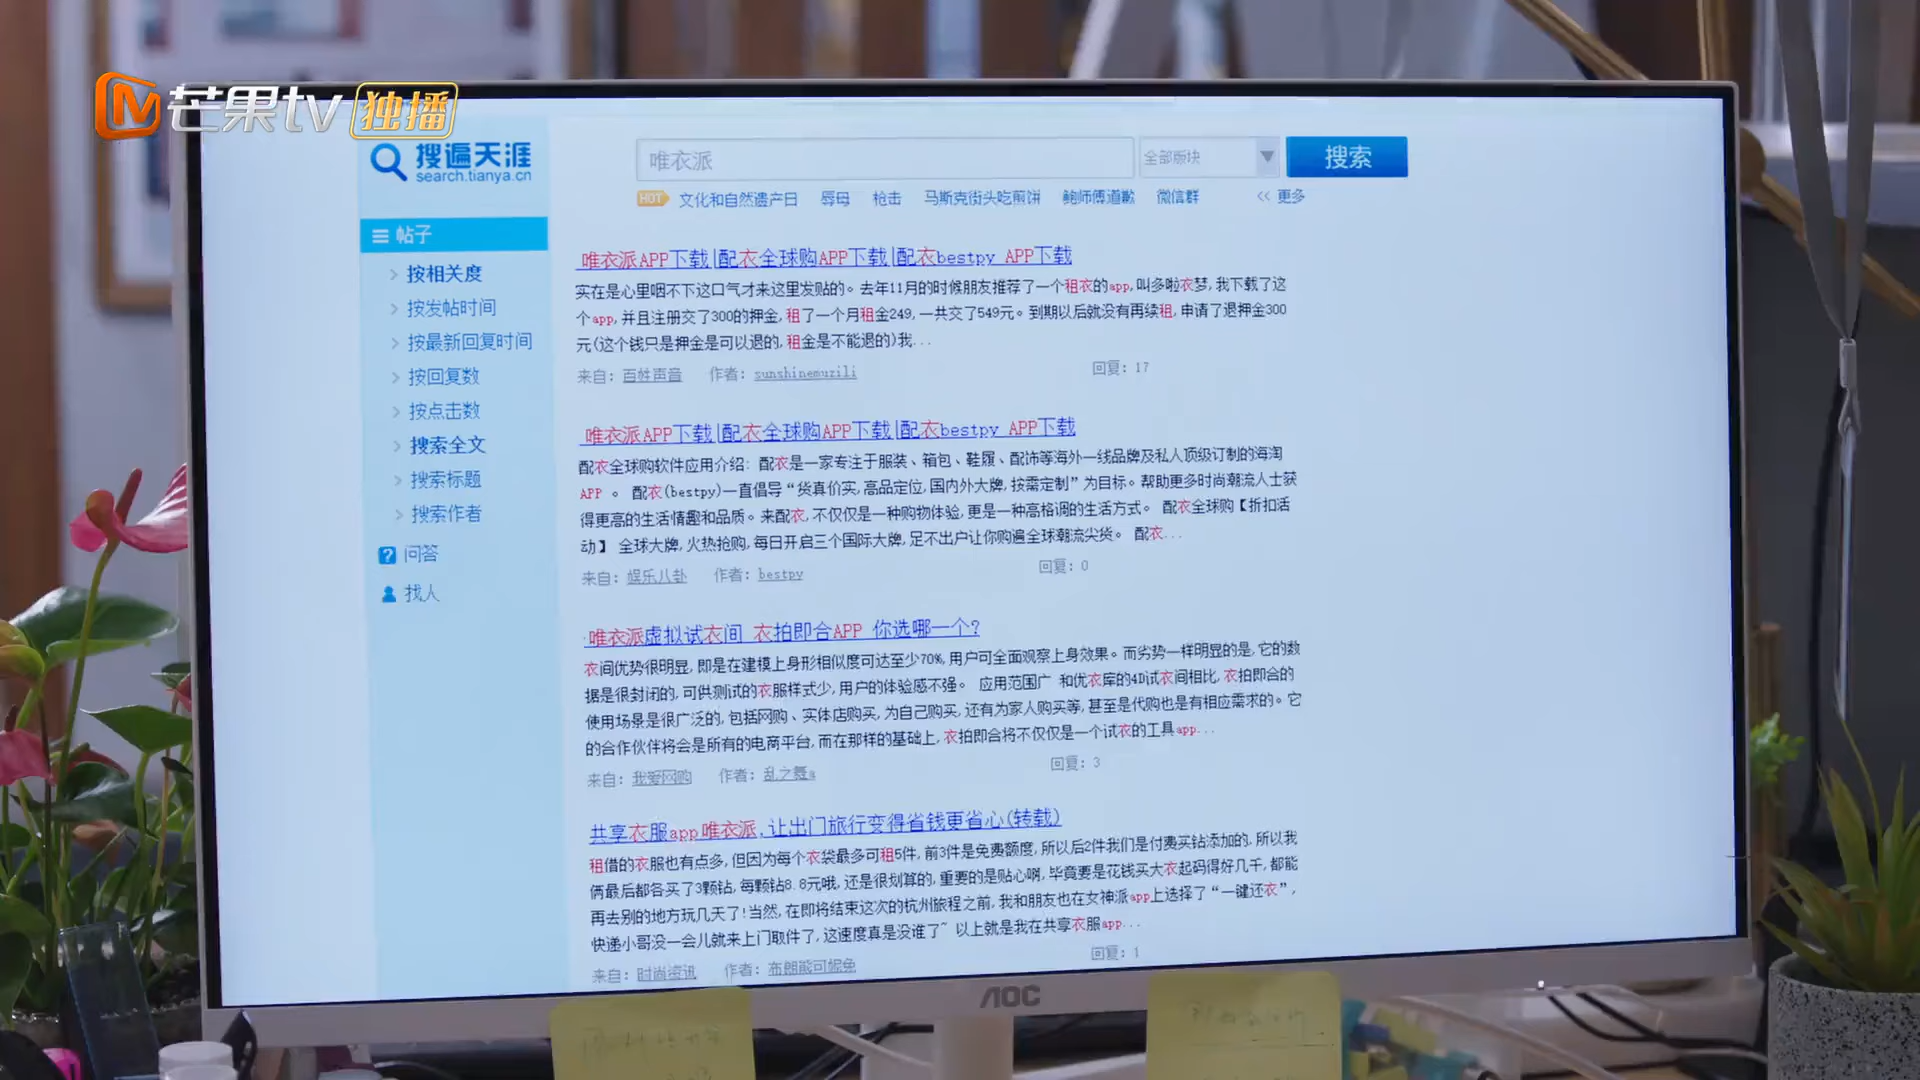 芒果tv 独播
搜遍天涯
search.tianya.cn
唯衣派
全部版块
搜索
HOT 文化和自然遗产日 辱母 枪击 马斯克街头吃煎饼 鲍师傅道歉 微信群 << 更多
帖子
按相关度
按发帖时间
按最新回复时间
按回复数
按点击数
搜索全文
搜索标题
搜索作者
问答
找人
唯衣派APP下载|配衣全球购APP下载|配衣bestpy APP下载
实在是心里咽不下这口气才来这里发贴的。去年11月的时候朋友推荐了一个租衣的app,叫多啦衣梦,我下载了这
个app,并且注册交了300的押金,租了一个月租金249,一共交了549元。到期以后就没有再续租,申请了退押金300
元(这个钱只是押金是可以退的,租金是不能退的)我...
来自：百姓声音 作者：sunshinemuzili 回复：17
唯衣派APP下载|配衣全球购APP下载|配衣bestpy APP下载
配衣全球购软件应用介绍：配衣是一家专注于服装、箱包、鞋履、配饰等海外一线品牌及私人顶级订制的海淘
APP 。 配衣(bestpy)一直倡导“货真价实,高品定位,国内外大牌,按需定制”为目标。帮助更多时尚潮流人士获
得更高的生活情趣和品质。来配衣,不仅仅是一种购物体验,更是一种高格调的生活方式。 配衣全球购【折扣活
动】 全球大牌,火热抢购,每日开启三个国际大牌,足不出户让你购遍全球潮流尖货。 配衣...
来自：娱乐八卦 作者：bestpy 回复：0
唯衣派虚拟试衣间 衣拍即合APP 你选哪一个?
衣间优势很明显,即是在建模上身形相似度可达至少70%,用户可全面观察上身效果。而劣势一样明显的是,它的数
据是很封闭的,可供测试的衣服样式少,用户的体验感不强。 应用范围广 和优衣库的4D试衣间相比,衣拍即合的
使用场景是很广泛的,包括网购、实体店购买,为自己购买,还有为家人购买等,甚至是代购也是有相应需求的。它
的合作伙伴将会是所有的电商平台,而在那样的基础上,衣拍即合将不仅仅是一个试衣的工具app...
来自：我爱网购 作者：乱之舞a 回复：3
共享衣服app唯衣派,让出门旅行变得省钱更省心(转载)
租借的衣服也有点多,但因为每个衣袋最多可租5件,前3件是免费额度,所以后2件我们是付费买钻添加的,所以我
俩最后都各买了3颗钻,每颗钻8.8元哦,还是很划算的,重要的是贴心啊,毕竟要是花钱买大衣起码得好几千,都能
再去别的地方玩几天了!当然,在即将结束这次的杭州旅程之前,我和朋友也在女神派app上选择了“一键还衣”,
快递小哥没一会儿就来上门取件了,这速度真是没谁了~ 以上就是我在共享衣服app...
来自：时尚资讯 作者：布朗能可妮兔 回复：1
AOC